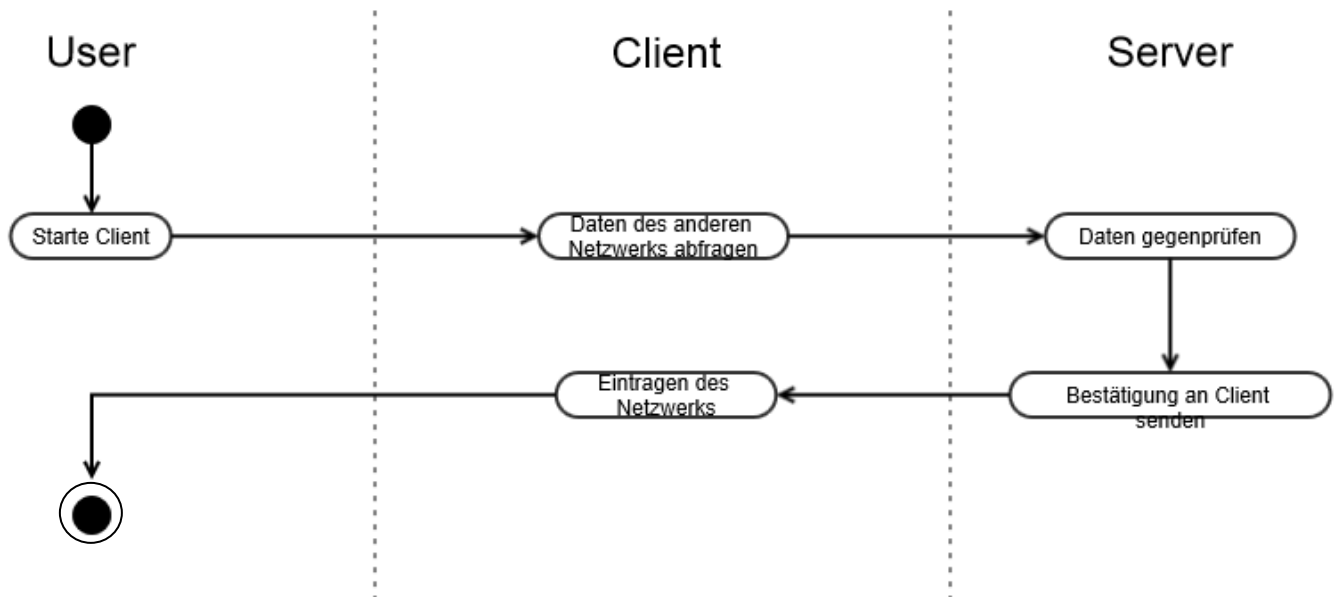 User
Client
Server
Starte Client
Daten des anderen
Netzwerks abfragen
Daten gegenprüfen
Eintragen des
Netzwerks
Bestätigung an Client
senden